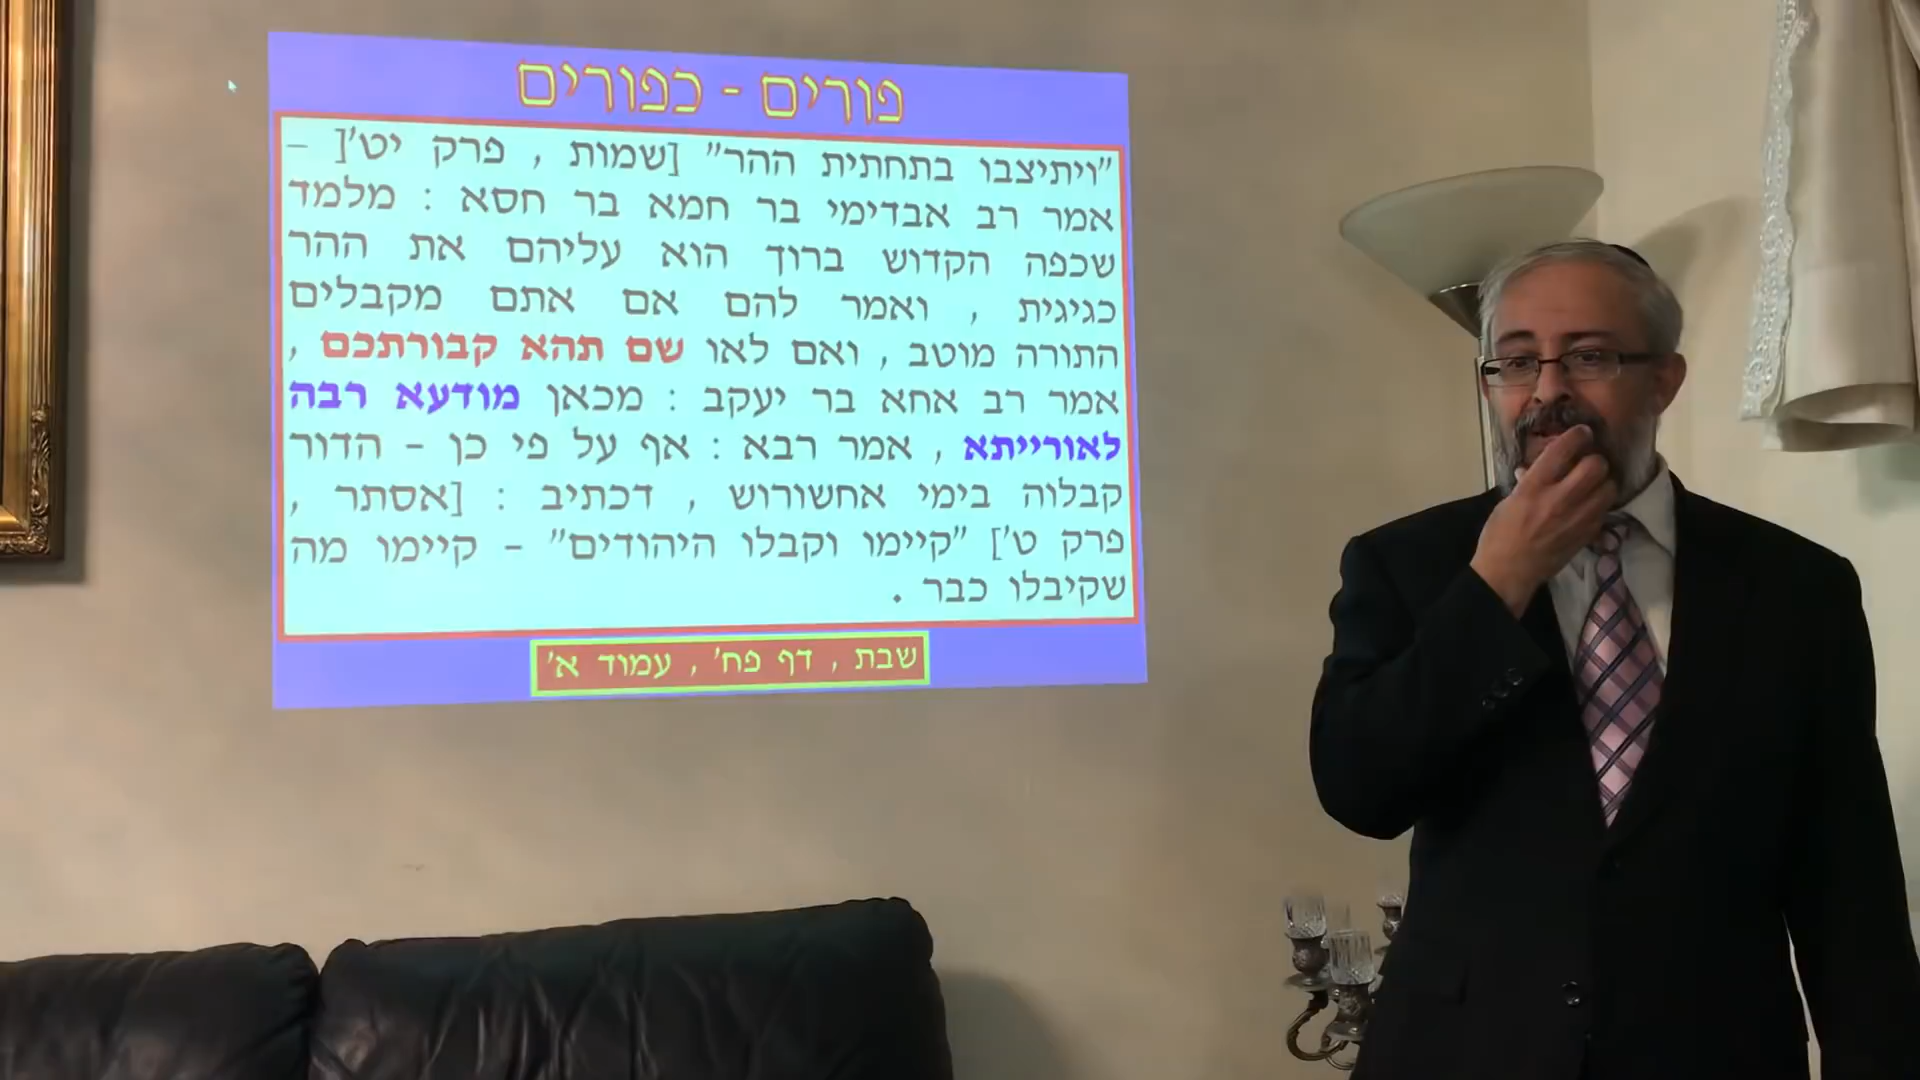 פורים - כפורים
"ויתיצבו בתחתית ההר" [שמות , פרק יט'] –
אמר רב אבדימי בר חמא בר חסא : מלמד
שכפה הקדוש ברוך הוא עליהם את ההר
כגיגית , ואמר להם אם אתם מקבלים
התורה מוטב , ואם לאו שם תהא קבורתכם ,
אמר רב אחא בר יעקב : מכאן מודעא רבה
לאורייתא , אמר רבא : אף על פי כן – הדור
קבלוה בימי אחשורוש , דכתיב : [אסתר ,
פרק ט'] "קיימו וקבלו היהודים" – קיימו מה
שקיבלו כבר .
שבת , דף פח' , עמוד א'